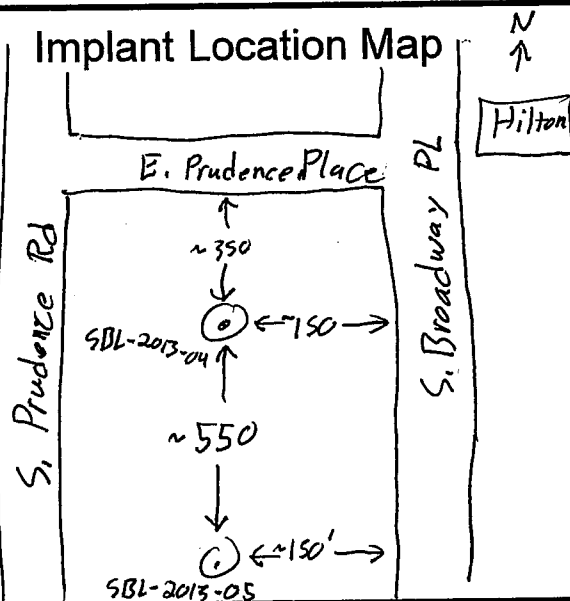 Implant Location Map
N
Hilton
E. Prudence Place
S. Prudence Rd
S. Broadway PL
~350
SBL-2013-04
~150
~550
~150'
SBL-2013-05